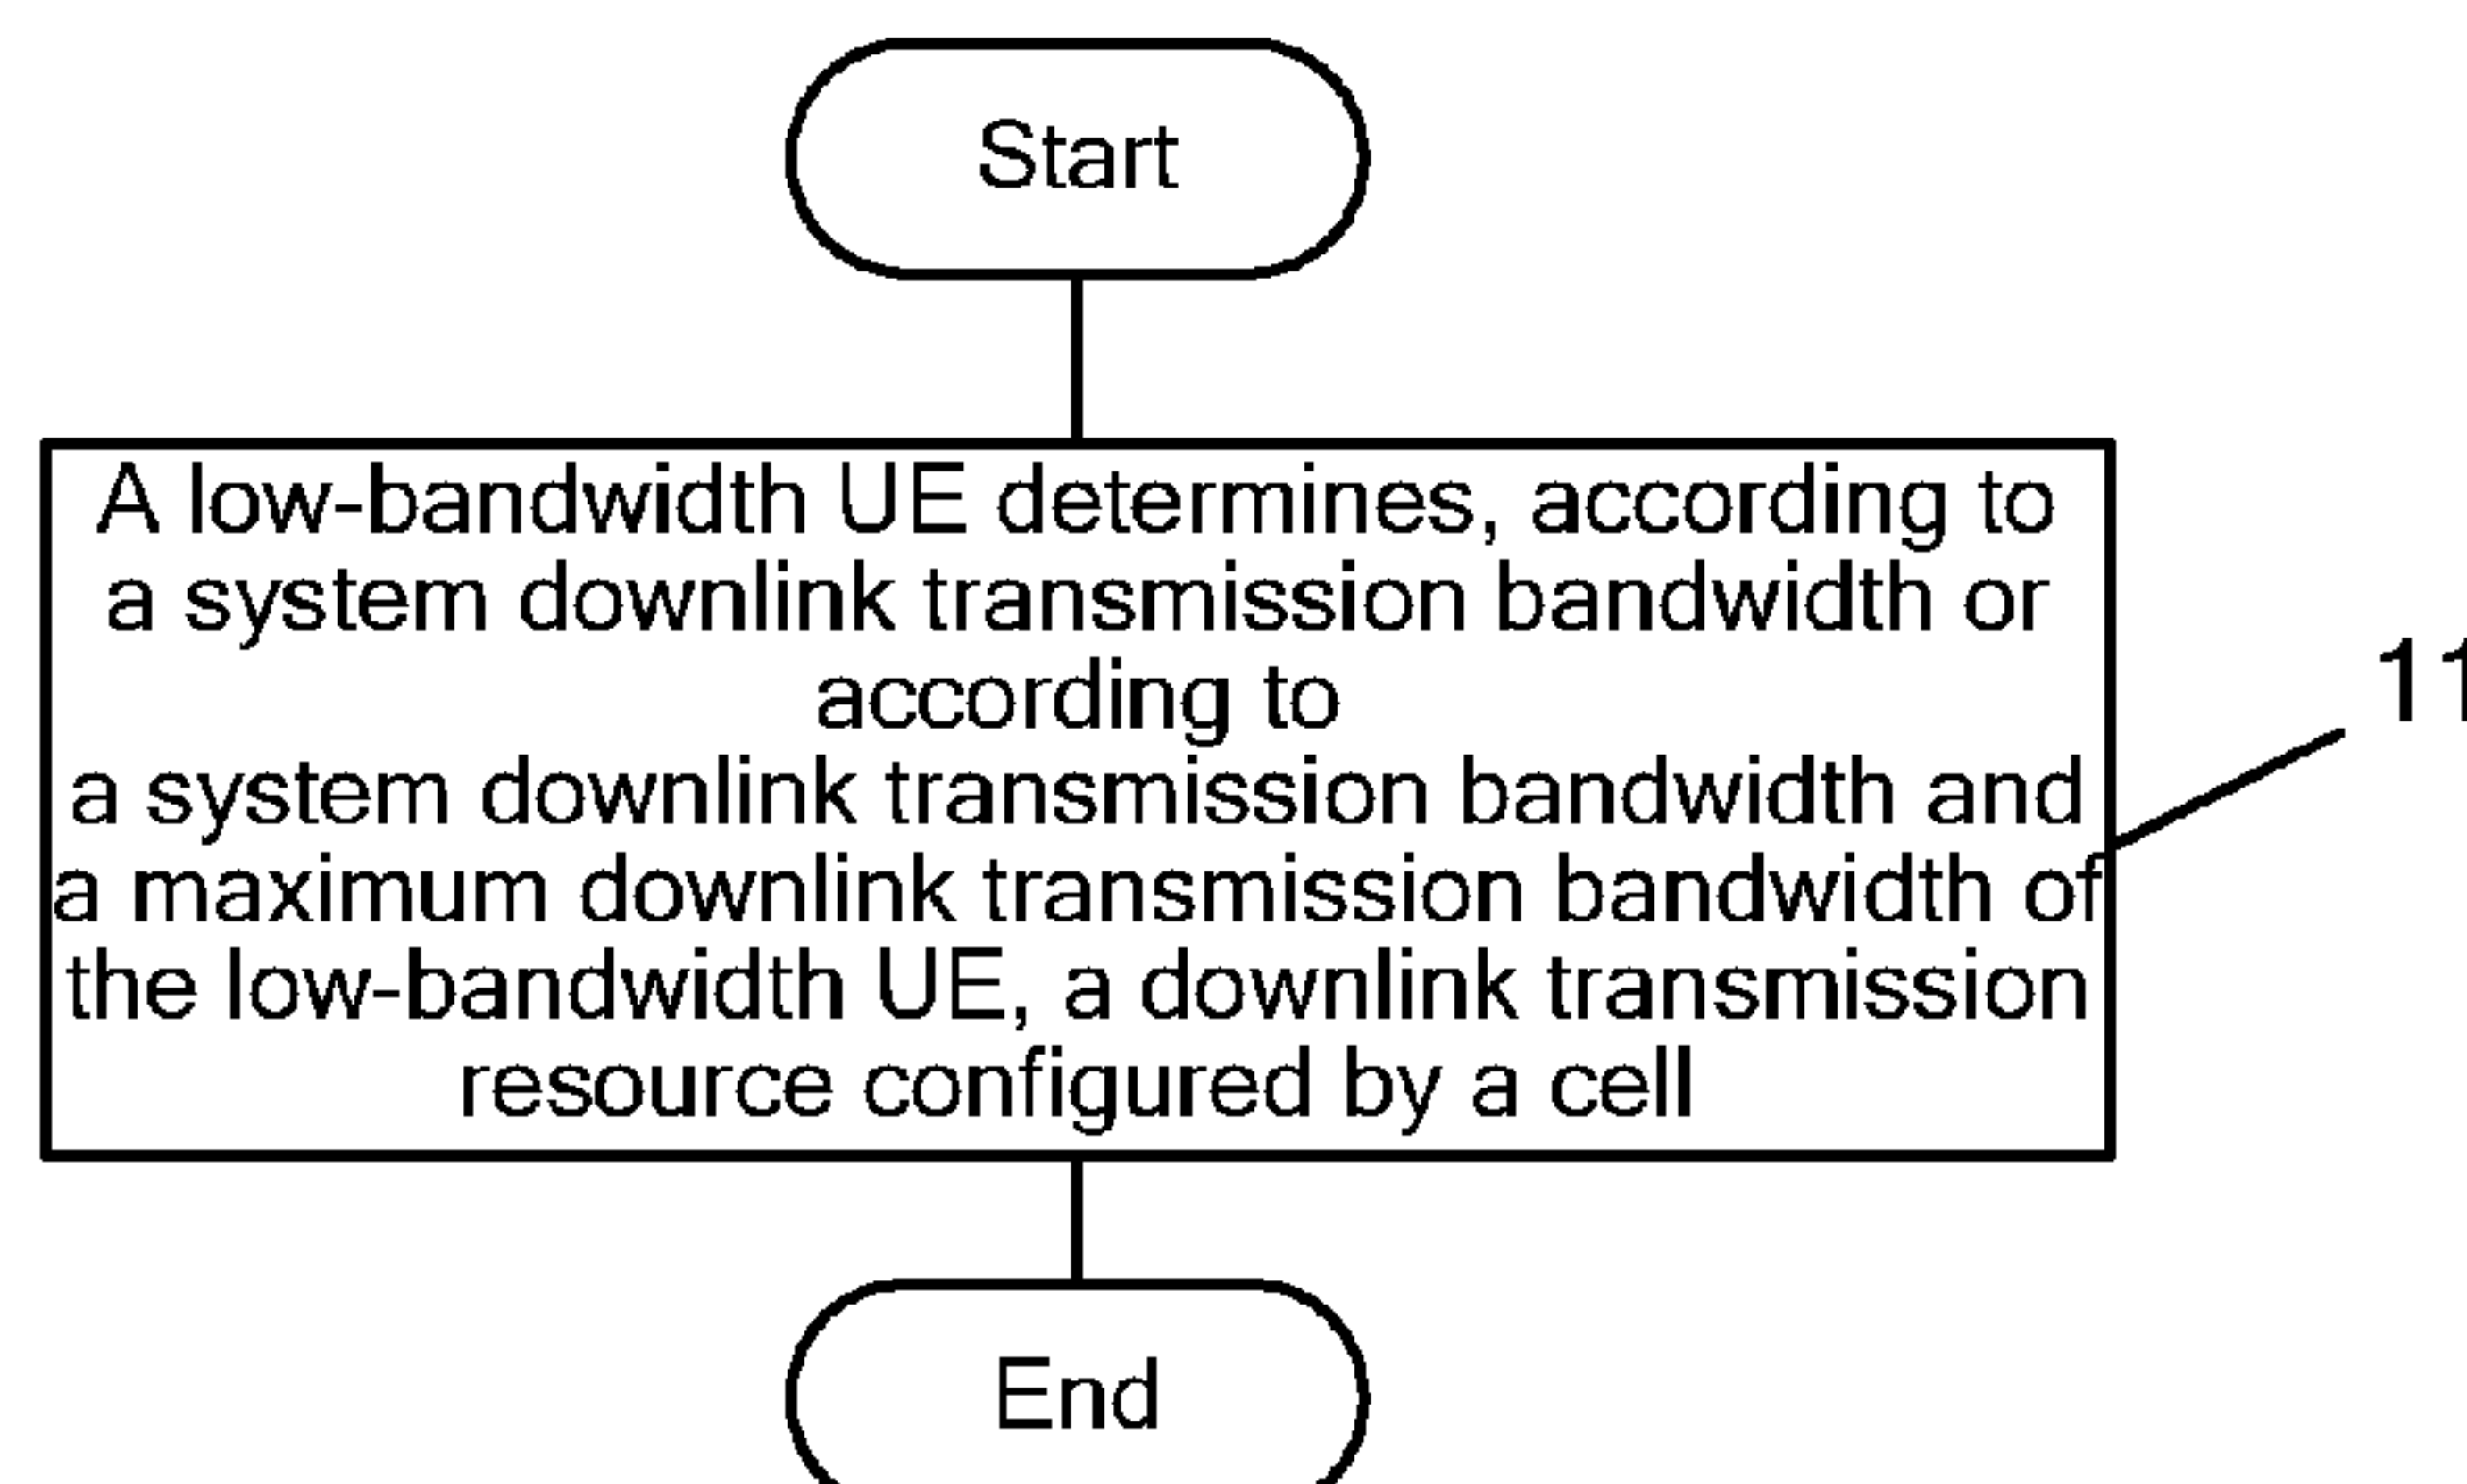 Start
A low-bandwidth UE determines, according to
a system downlink transmission bandwidth or
according to
a system downlink transmission bandwidth and
a maximum downlink transmission bandwidth of
the low-bandwidth UE, a downlink transmission
resource configured by a cell
11
End